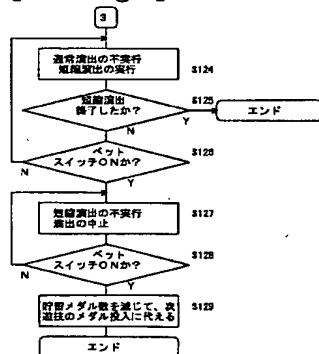 3
通常演出の不実行
短縮演出の実行
S124
短縮演出
終了したか?
S125
Y
エンド
N
ベット
スイッチONか?
S126
N
Y
短縮演出の不実行
演出の中止
S127
ベット
スイッチONか?
S128
N
Y
貯留メダル数を減じて、次
遊技のメダル投入に代える
S129
エンド